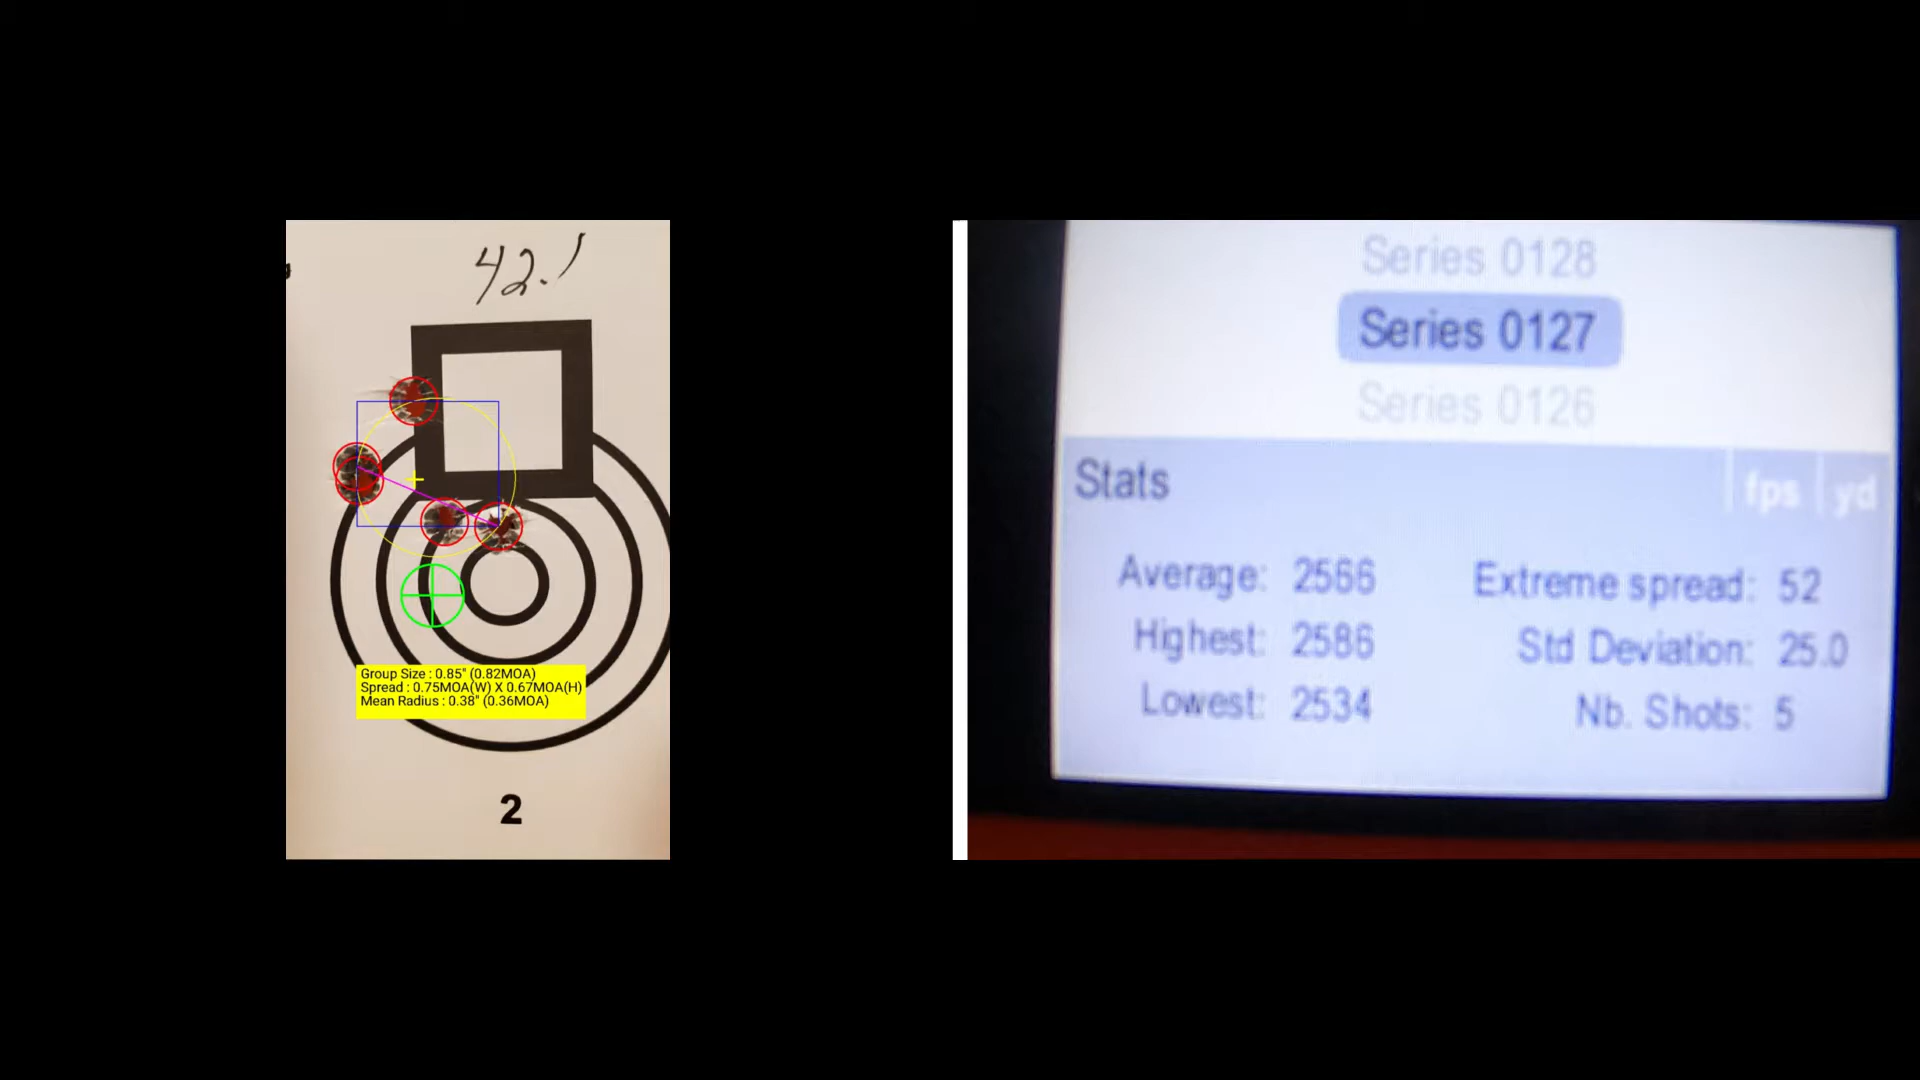 42.1
Group Size : 0.85" (0.82MOA)
Spread : 0.75MOA(W) X 0.67MOA(H)
Mean Radius : 0.38" (0.36MOA)
2
Series 0128
Series 0127
Series 0126
Stats fps yd
Average: 2566 Extreme spread: 52
Highest: 2586 Std Deviation: 25.0
Lowest: 2534 Nb. Shots: 5